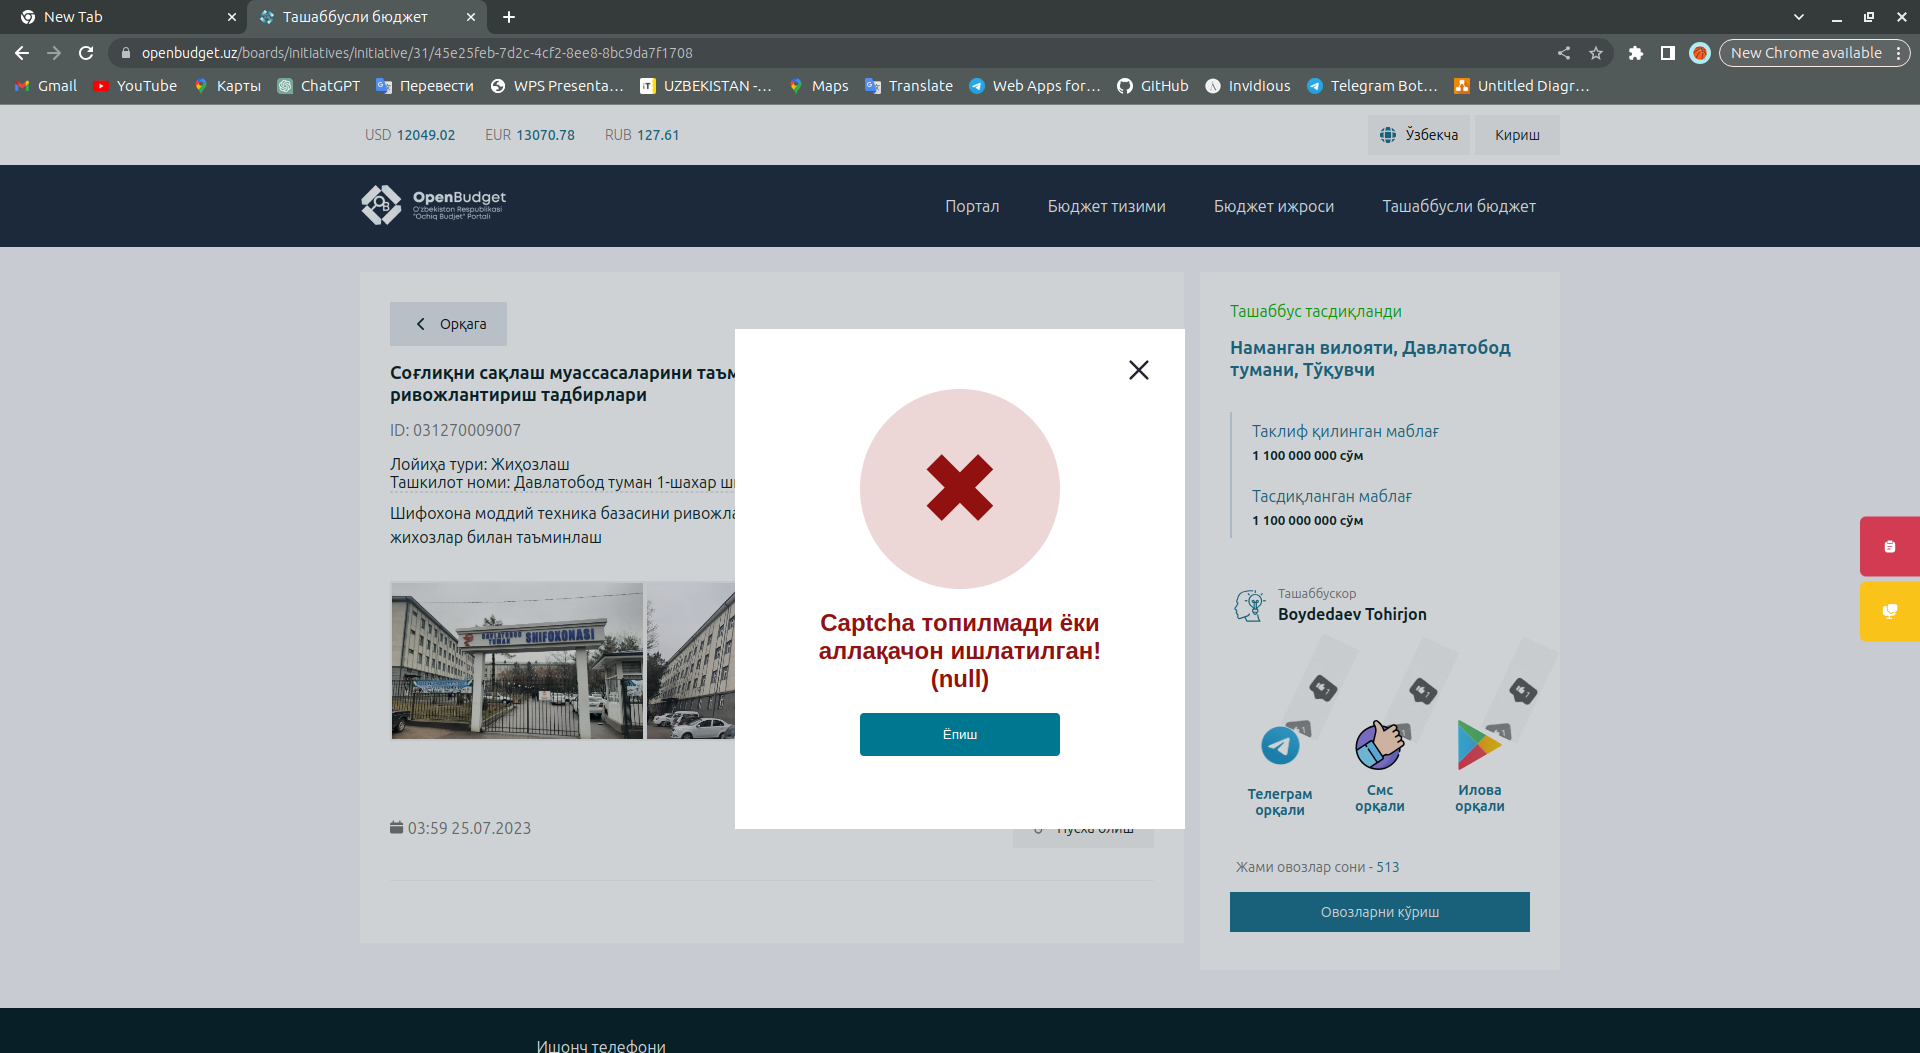 New Tab
Ташаббусли бюджет
openbudget.uz/boards/initiatives/initiative/31/45e25feb-7d2c-4cf2-8ee8-8bc9da7f1708
New Chrome available
Gmail
YouTube
Карты
ChatGPT
Перевести
WPS Presenta...
UZBEKISTAN -...
Maps
Translate
Web Apps for...
GitHub
Invidious
Telegram Bot...
Untitled Diagr...
USD 12049.02
EUR 13070.78
RUB 127.61
Ўзбекча
Кириш
OpenBudget
O'zbekiston Respublikasi
"Ochiq Budjet" Portali
Портал
Бюджет тизими
Бюджет ижроси
Ташаббусли бюджет
Орқага
Соғлиқни сақлаш муассасаларини таъм
ривожлантириш тадбирлари
ID: 031270009007
Лойиҳа тури: Жиҳозлаш
Ташкилот номи: Давлатобод туман 1-шахар ш
Шифохона моддий техника базасини ривожла
жихозлар билан таъминлаш
DAVLATOBOD
TUMAN
SHIFOXONASI
03:59 25.07.2023
Нусха олиш
Captcha топилмади ёки
аллақачон ишлатилган!
(null)
Ёпиш
Ташаббус тасдиқланди
Наманган вилояти, Давлатобод
тумани, Тўқувчи
Таклиф қилинган маблағ
1 100 000 000 сўм
Тасдиқланган маблағ
1 100 000 000 сўм
Ташаббускор
Boydedaev Tohirjon
Телеграм
орқали
Смс
орқали
Илова
орқали
Жами овозлар сони - 513
Овозларни кўриш
Ишонч телефони